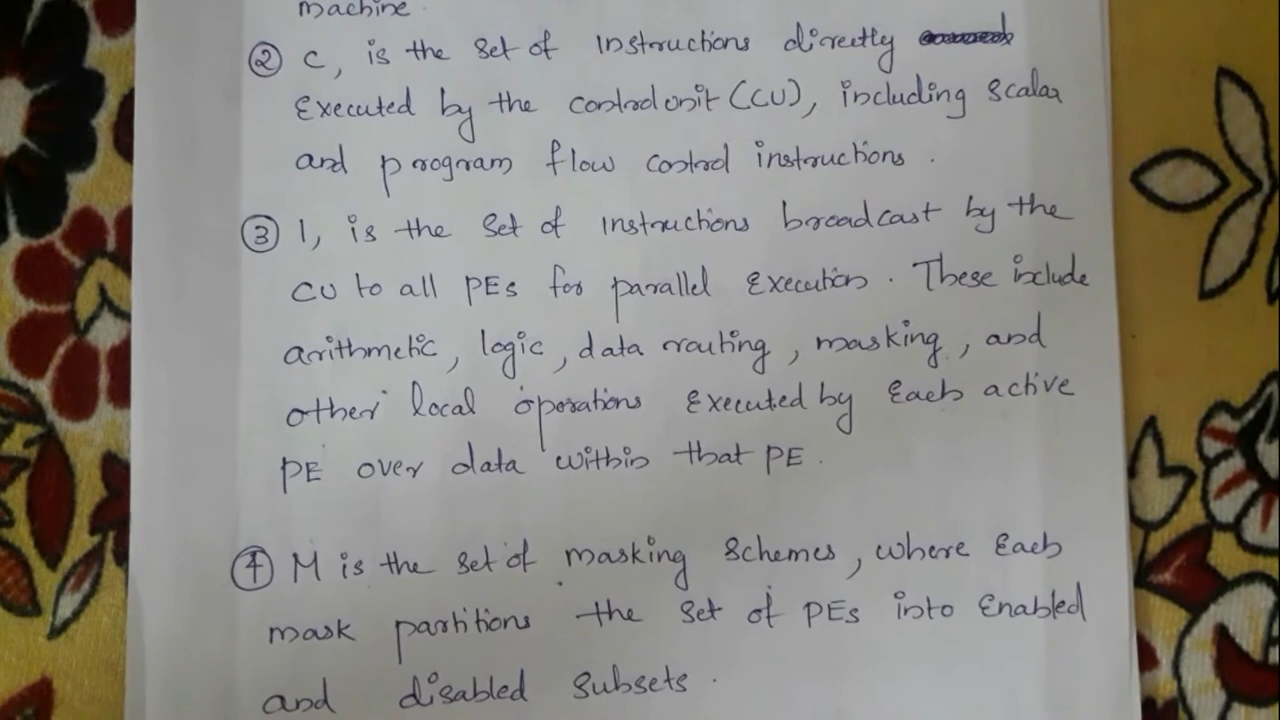 machine.
② C, is the set of instructions directly
executed by the control unit (CU), including scalar
and program flow control instructions.
③ I, is the set of instructions broadcast by the
CU to all PEs for parallel execution. These include
arithmetic, logic, data routing, masking, and
other local operations executed by each active
PE over data within that PE.
④ M is the set of masking schemes, where each
mask partitions the set of PEs into enabled
and disabled subsets.